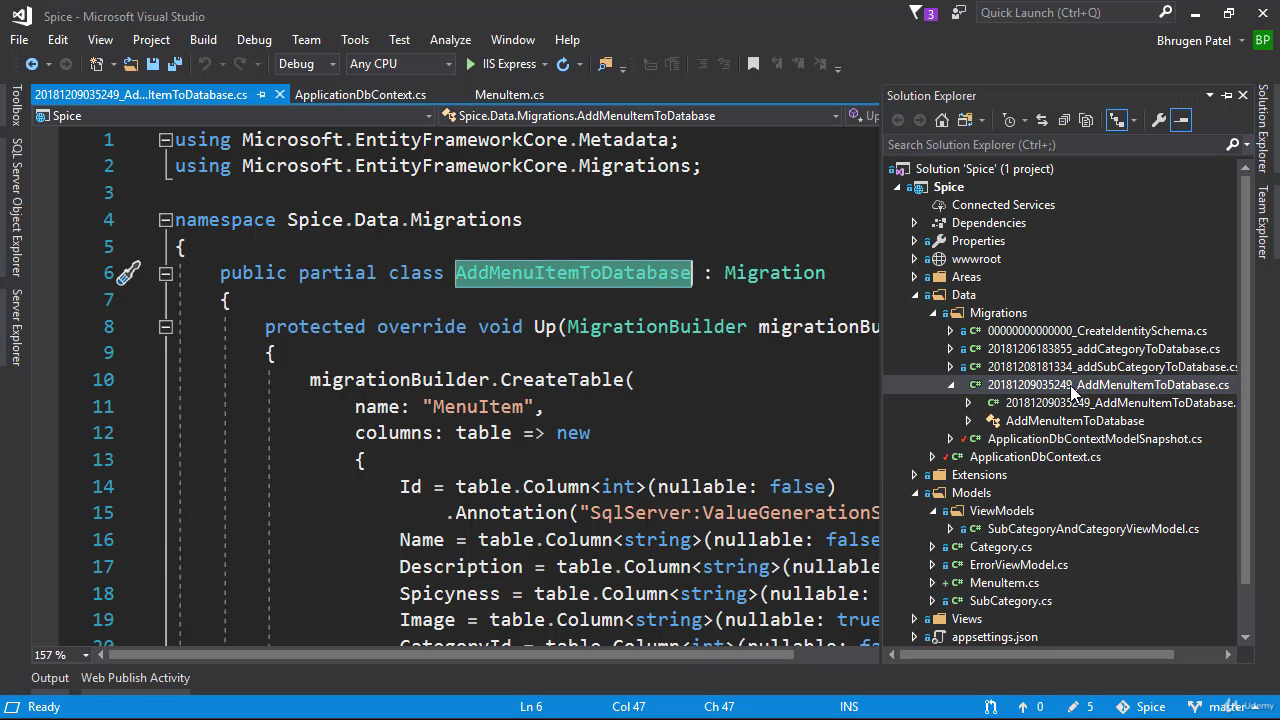 Spice - Microsoft Visual Studio
3
Quick Launch (Ctrl+Q)
File Edit View Project Build Debug Team Tools Test Analyze Window Help
Bhrugen Patel BP
Debug Any CPU IIS Express
20181209035249_Ad...ItemToDatabase.cs ApplicationDbContext.cs MenuItem.cs
Spice Spice.Data.Migrations.AddMenuItemToDatabase Up
Toolbox
SQL Server Object Explorer
Server Explorer
1 using Microsoft.EntityFrameworkCore.Metadata;
2 using Microsoft.EntityFrameworkCore.Migrations;
3
4 namespace Spice.Data.Migrations
5 {
6 public partial class AddMenuItemToDatabase : Migration
7 {
8 protected override void Up(MigrationBuilder migrationBu
9 {
10 migrationBuilder.CreateTable(
11 name: "MenuItem",
12 columns: table => new
13 {
14 Id = table.Column<int>(nullable: false)
15 .Annotation("SqlServer:ValueGenerationS
16 Name = table.Column<string>(nullable: false
17 Description = table.Column<string>(nullable
18 Spicyness = table.Column<string>(nullable:
19 Image = table.Column<string>(nullable: true
20 CategoryId = table.Column<int>(nullable: fa
157 %
Solution Explorer
Search Solution Explorer (Ctrl+;)
Solution 'Spice' (1 project)
Spice
Connected Services
Dependencies
Properties
wwwroot
Areas
Data
Migrations
00000000000000_CreateIdentitySchema.cs
20181206183855_addCategoryToDatabase.cs
20181208181334_addSubCategoryToDatabase.cs
20181209035249_AddMenuItemToDatabase.cs
20181209035249_AddMenuItemToDatabase.
AddMenuItemToDatabase
ApplicationDbContextModelSnapshot.cs
ApplicationDbContext.cs
Extensions
Models
ViewModels
SubCategoryAndCategoryViewModel.cs
Category.cs
ErrorViewModel.cs
MenuItem.cs
SubCategory.cs
Views
appsettings.json
Solution Explorer
Team Explorer
Output Web Publish Activity
Ready Ln 6 Col 47 Ch 47 INS 0 5 Spice master
Udemy